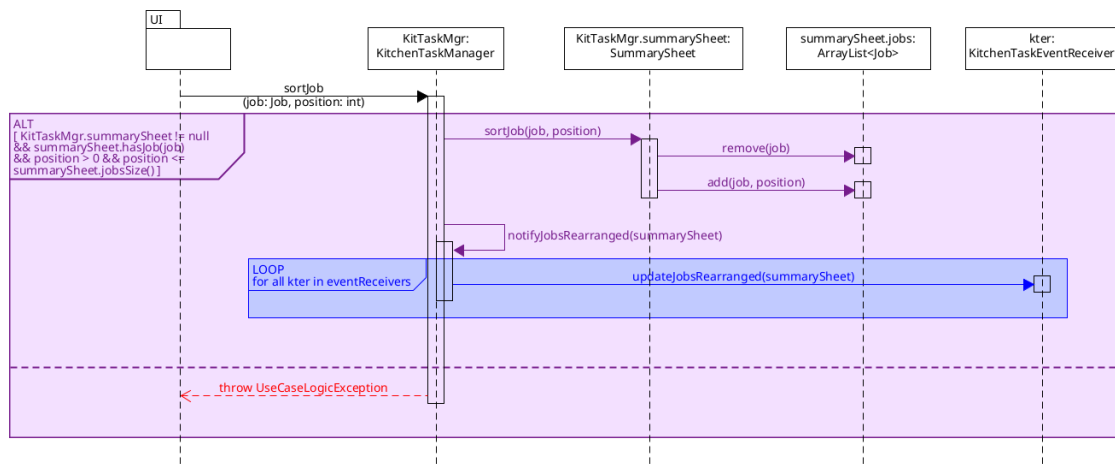 UI
KitTaskMgr:
KitchenTaskManager
KitTaskMgr.summarySheet:
SummarySheet
summarySheet.jobs:
ArrayList<Job>
kter:
KitchenTaskEventReceiver
sortJob
(job: Job, position: int)
ALT
[ KitTaskMgr.summarySheet != null
&& summarySheet.hasJob(job)
&& position > 0 && position <=
summarySheet.jobsSize() ]
sortJob(job, position)
remove(job)
add(job, position)
notifyJobsRearranged(summarySheet)
LOOP
for all kter in eventReceivers
updateJobsRearranged(summarySheet)
throw UseCaseLogicException